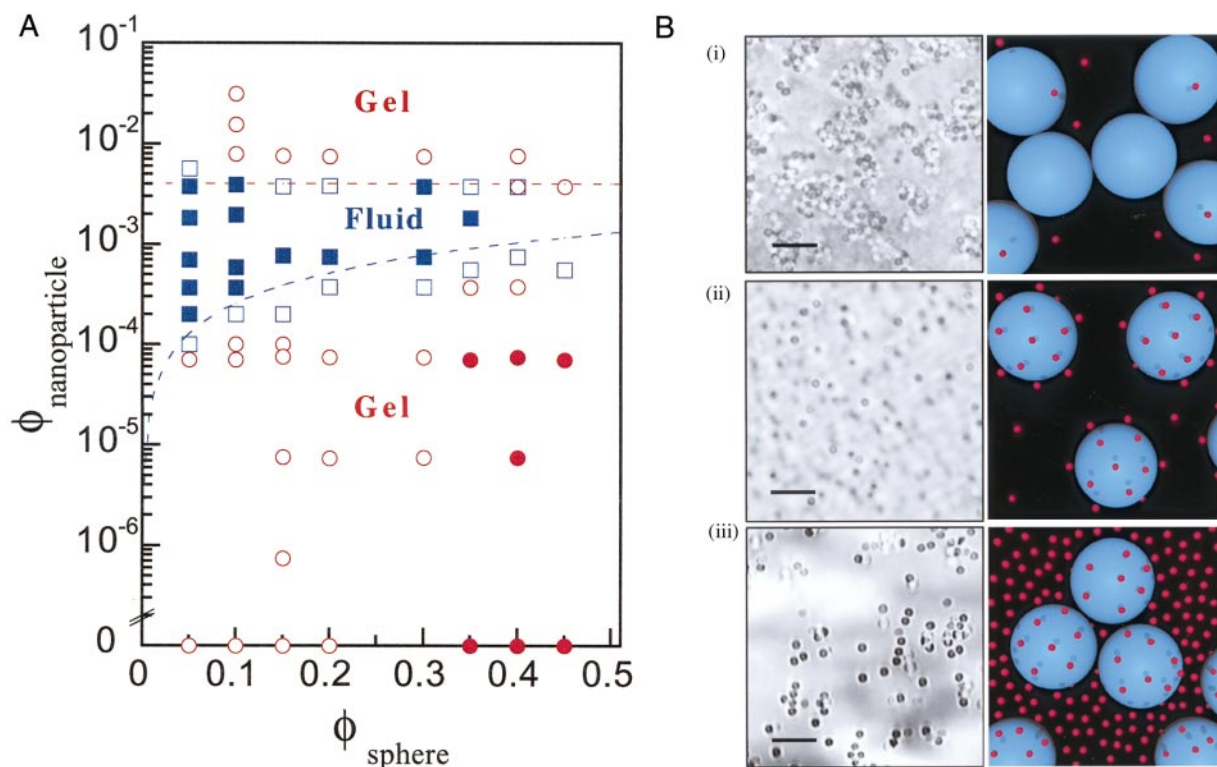 A
10⁻¹
10⁻²
10⁻³
10⁻⁴
10⁻⁵
10⁻⁶
0
ϕ nanoparticle
Gel
Fluid
Gel
0 0.1 0.2 0.3 0.4 0.5
ϕ sphere
B
(i)
(ii)
(iii)